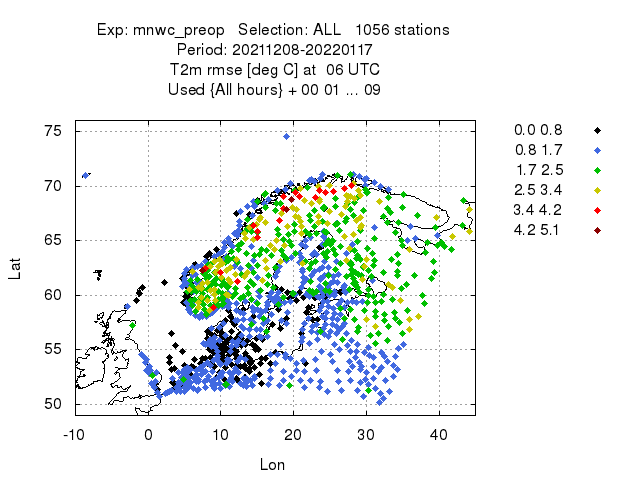 Exp: mnwc_preop   Selection: ALL   1056 stations
Period: 20211208-20220117
T2m rmse [deg C] at  06 UTC
Used {All hours} + 00 01 ... 09
0.0 0.8
0.8 1.7
1.7 2.5
2.5 3.4
3.4 4.2
4.2 5.1
Lat
75
70
65
60
55
50
-10 0 10 20 30 40
Lon